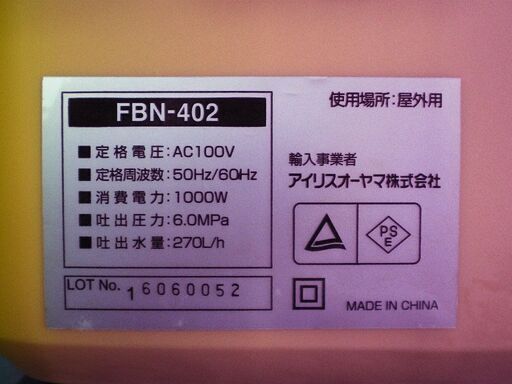 FBN-402
■定格電圧:AC100V
■定格周波数:50Hz/60Hz
■消費電力:1000W
■吐出圧力:6.0MPa
■吐出水量:270L/h
LOT No. 16060052
使用場所:屋外用
輸入事業者
アイリスオーヤマ株式会社
PS
E
MADE IN CHINA